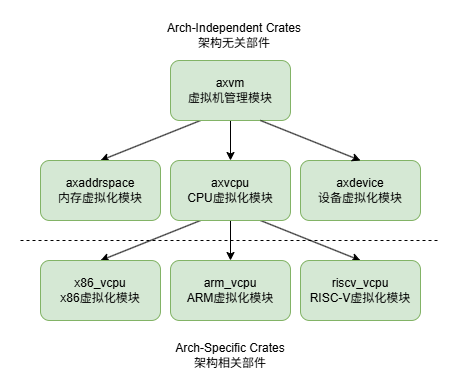 Arch-Independent Crates
架构无关部件
axvm
虚拟机管理模块
axaddrspace
内存虚拟化模块
axvcpu
CPU虚拟化模块
axdevice
设备虚拟化模块
x86_vcpu
x86虚拟化模块
arm_vcpu
ARM虚拟化模块
riscv_vcpu
RISC-V虚拟化模块
Arch-Specific Crates
架构相关部件